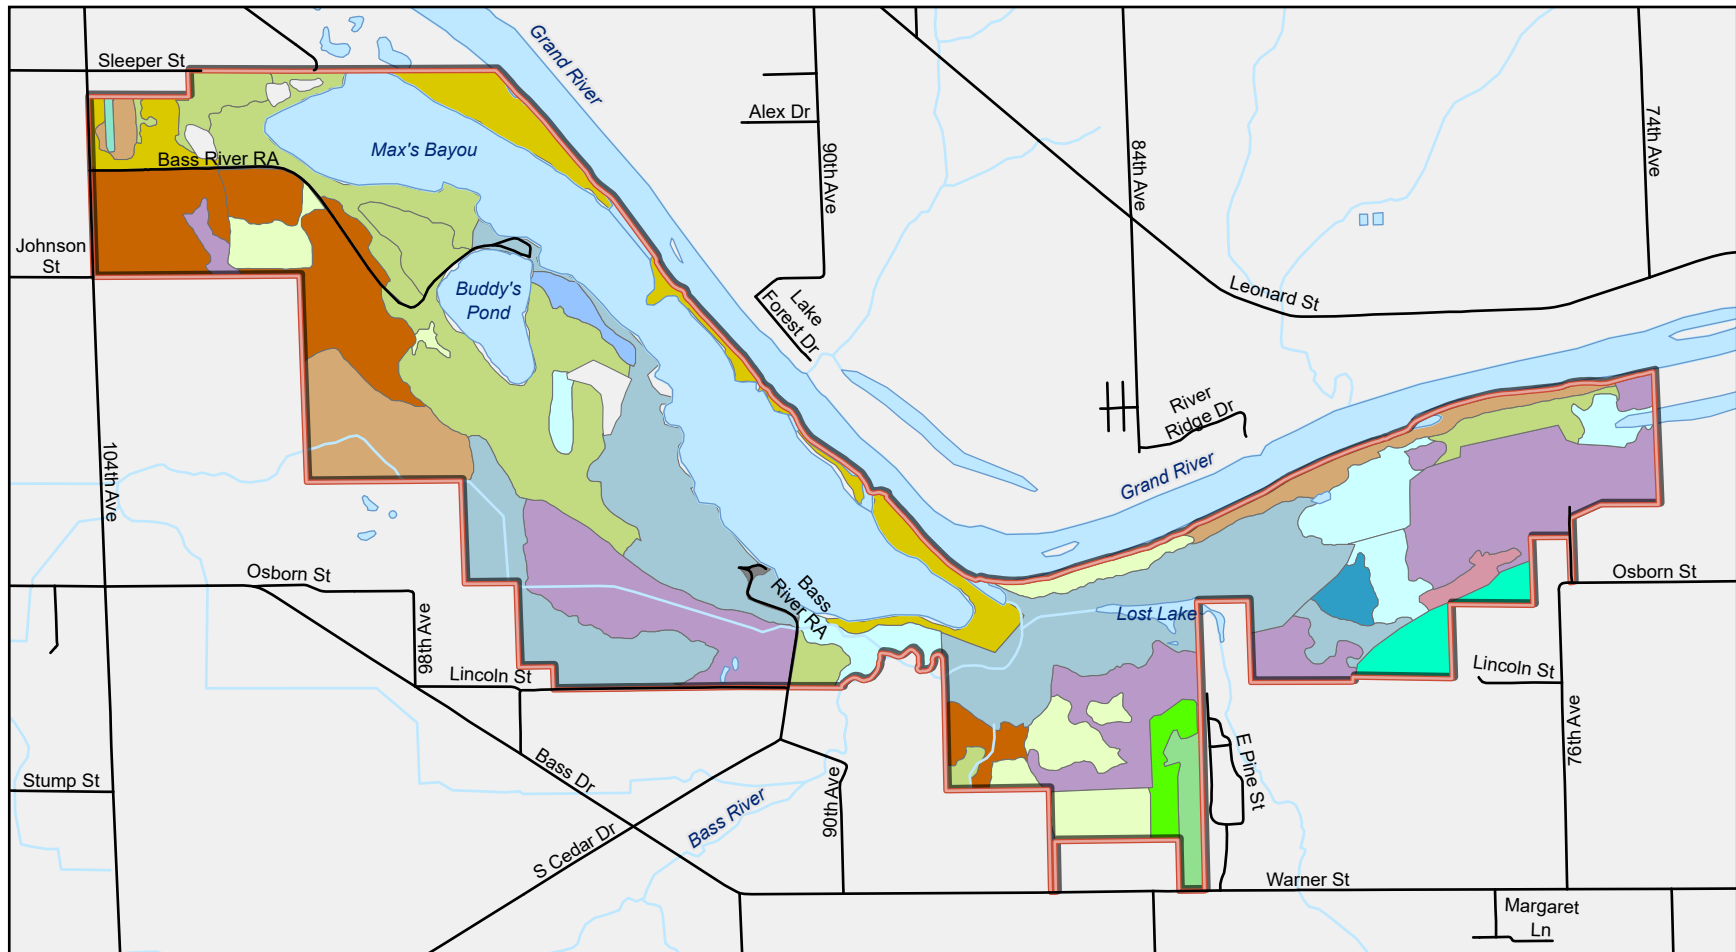 Sleeper St
Grand River
Alex Dr
Max's Bayou
Bass River RA
90th Ave
84th Ave
74th Ave
Johnson
St
Buddy's
Pond
Lake
Forest Dr
Leonard St
River
Ridge Dr
104th Ave
Grand River
Osborn St
98th Ave
Bass
River RA
Lost Lake
Osborn St
Lincoln St
Lincoln St
76th Ave
Stump St
Bass Dr
S Cedar Dr
Bass River
90th Ave
E Pine St
Warner St
Margaret
Ln